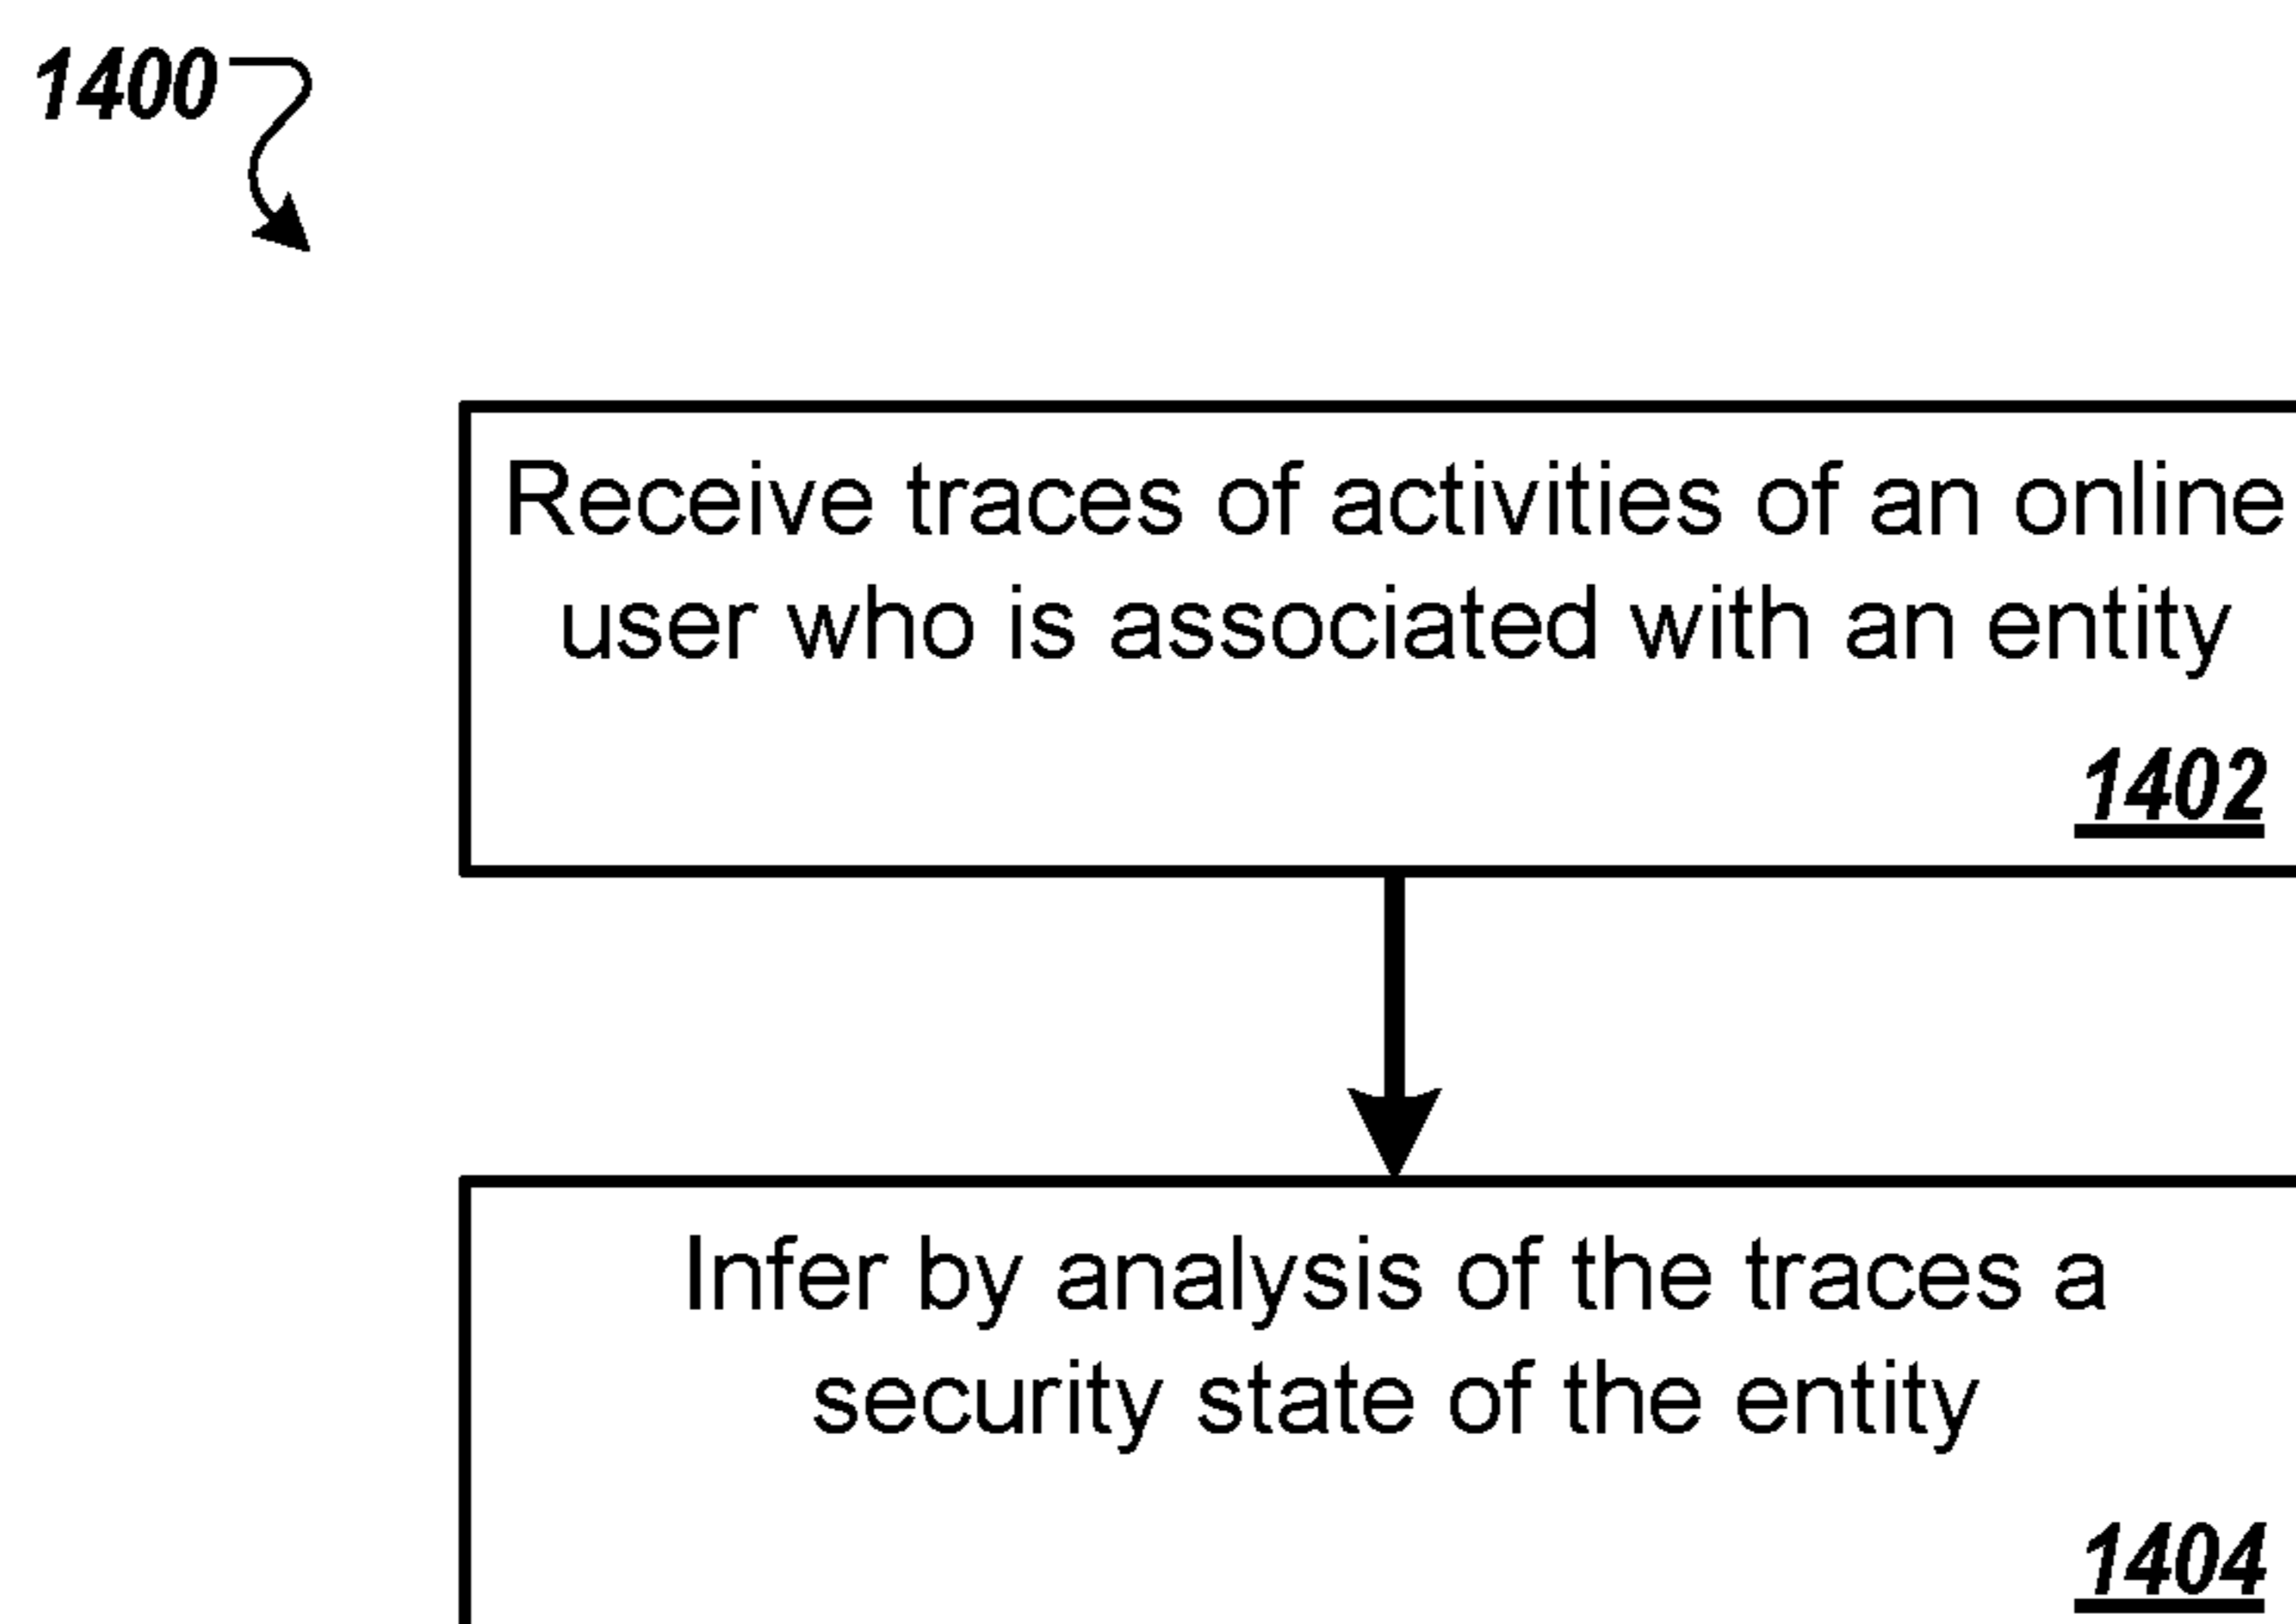 1400
Receive traces of activities of an online
user who is associated with an entity
1402
Infer by analysis of the traces a
security state of the entity
1404